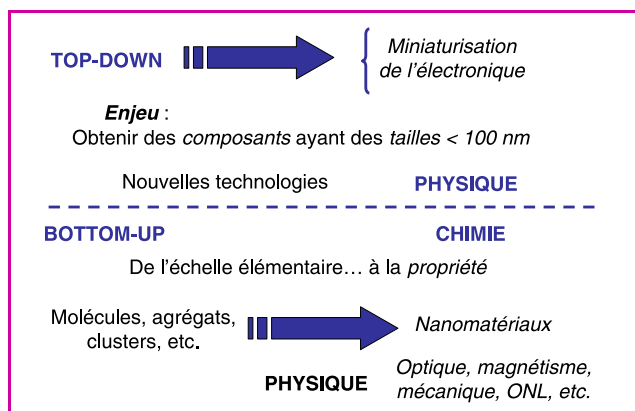 TOP-DOWN
Miniaturisation
de l'électronique
Enjeu :
Obtenir des composants ayant des tailles < 100 nm
Nouvelles technologies PHYSIQUE
BOTTOM-UP CHIMIE
De l'échelle élémentaire… à la propriété
Molécules, agrégats,
clusters, etc.
Nanomatériaux
PHYSIQUE
Optique, magnétisme,
mécanique, ONL, etc.